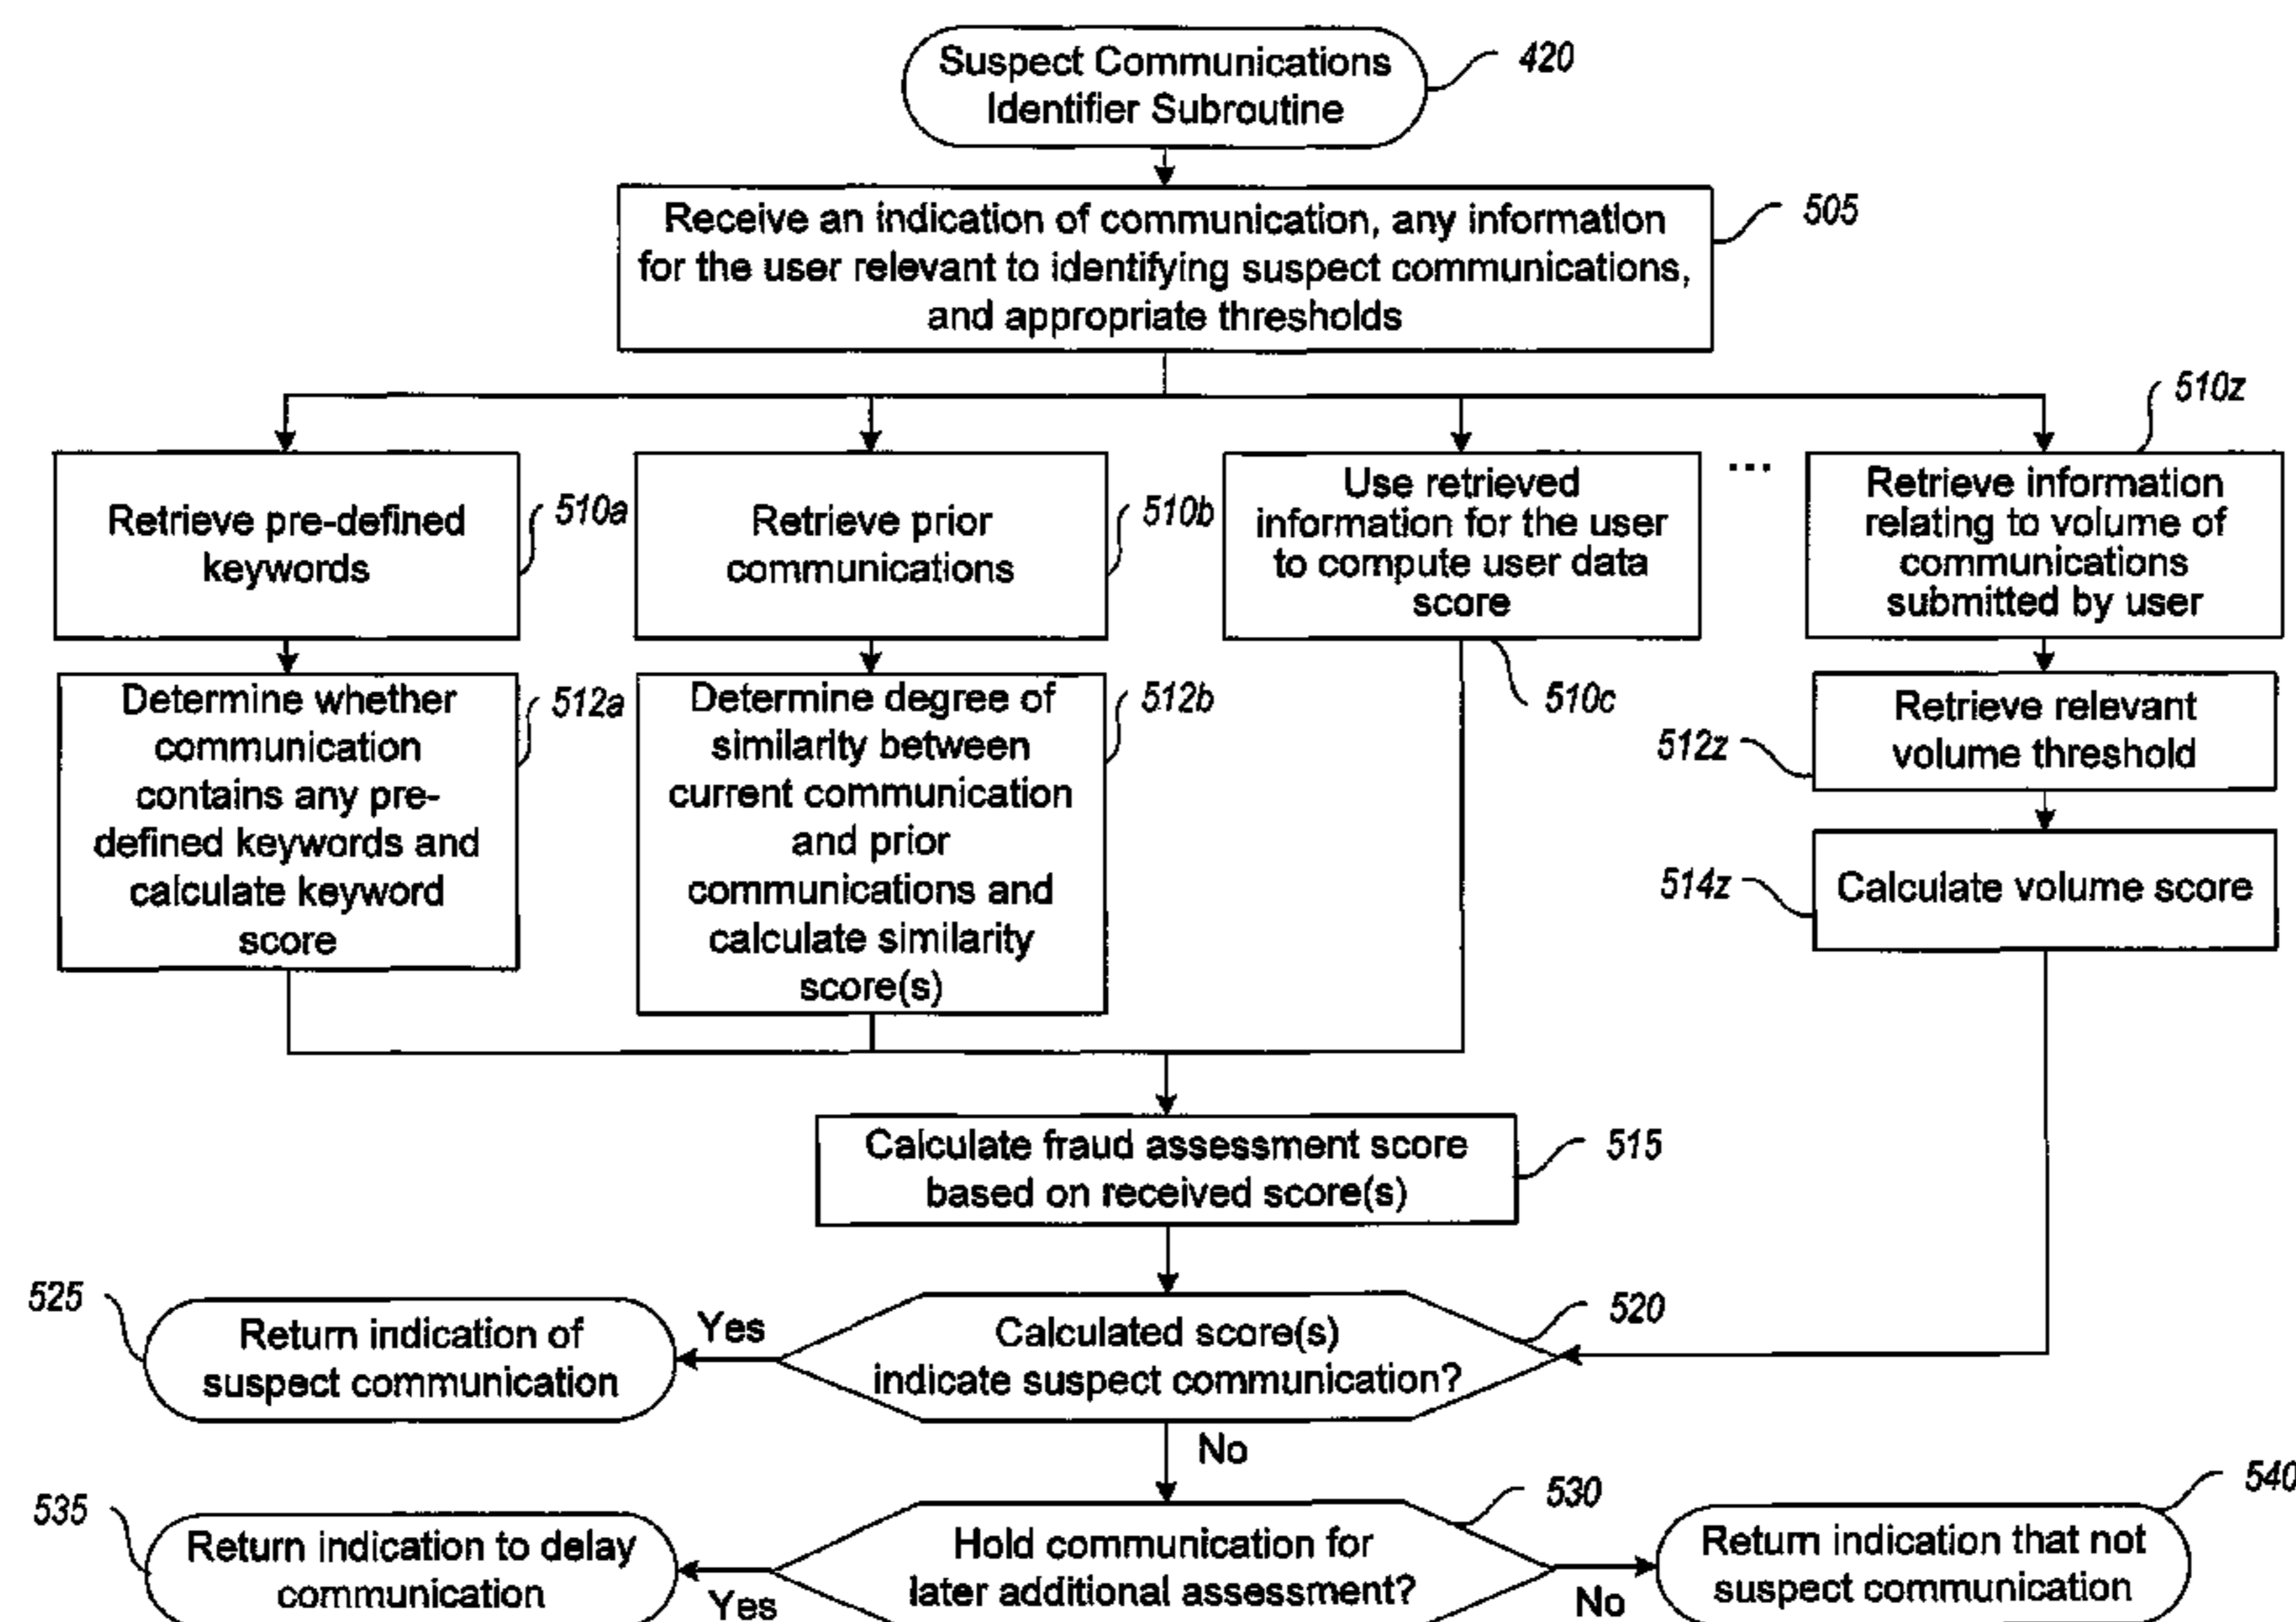 Suspect Communications
Identifier Subroutine
420
Receive an indication of communication, any information
for the user relevant to identifying suspect communications,
and appropriate thresholds
505
Retrieve pre-defined
keywords
510a
Retrieve prior
communications
510b
Use retrieved
information for the user
to compute user data
score
510c
...
Retrieve information
relating to volume of
communications
submitted by user
510z
Determine whether
communication
contains any pre-
defined keywords and
calculate keyword
score
512a
Determine degree of
similarity between
current communication
and prior
communications and
calculate similarity
score(s)
512b
Retrieve relevant
volume threshold
512z
Calculate volume score
514z
Calculate fraud assessment score
based on received score(s)
515
Calculated score(s)
indicate suspect communication?
520
Yes
Return indication of
suspect communication
525
No
Hold communication for
later additional assessment?
530
Yes
Return indication to delay
communication
535
No
Return indication that not
suspect communication
540